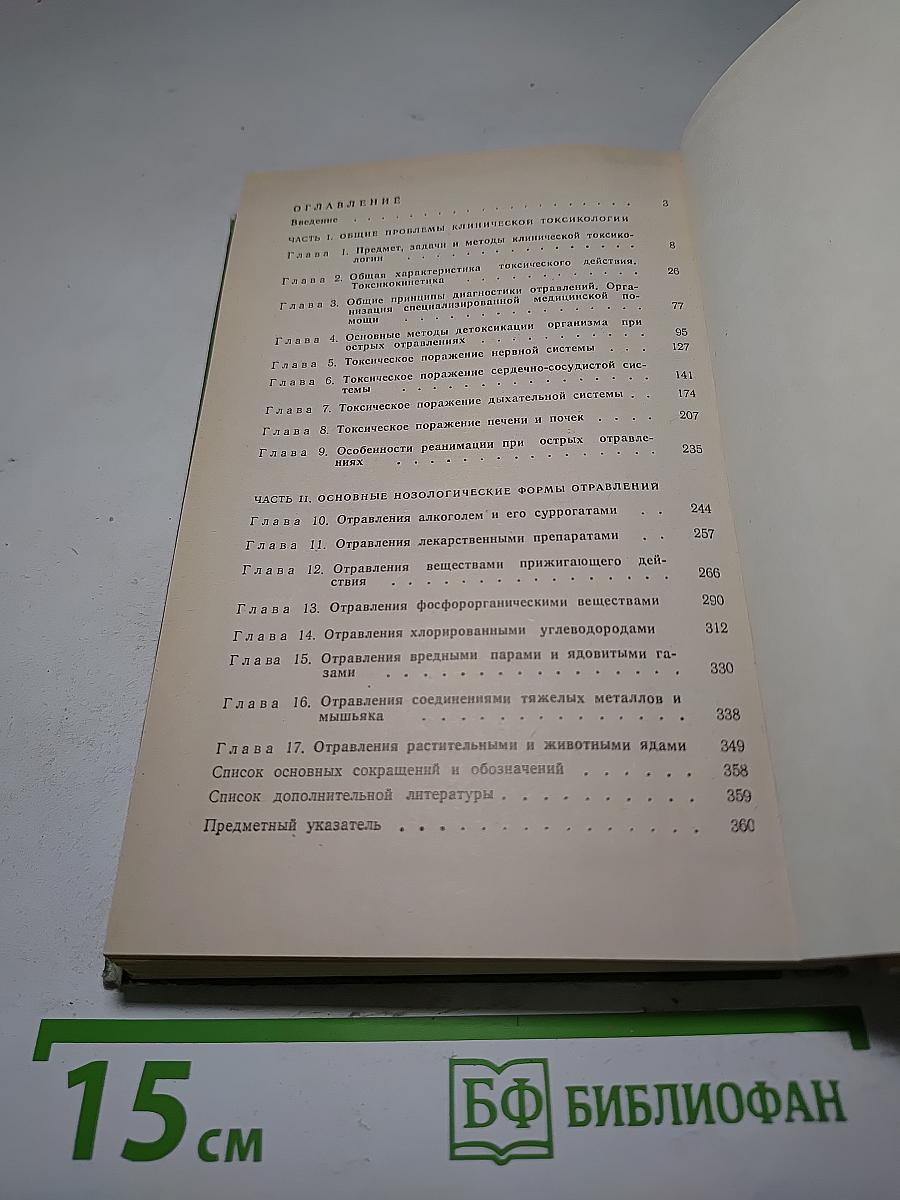 ОГЛАВЛЕНИЕ
Введение . . . . . . . . . . . . . . . . . . 3
ЧАСТЬ I. ОБЩИЕ ПРОБЛЕМЫ КЛИНИЧЕСКОЙ ТОКСИКОЛОГИИ
Глава 1. Предмет, задачи и методы клинической токсико-
логии . . . . . . . . . . . . . . . 8
Глава 2. Общая характеристика токсического действия.
Токсикокинетика . . . . . . . . . . . . 26
Глава 3. Общие принципы диагностики отравлений. Орга-
низация специализированной медицинской по-
мощи . . . . . . . . . . . . . . . 77
Глава 4. Основные методы детоксикации организма при
острых отравлениях . . . . . . . . . . 95
Глава 5. Токсическое поражение нервной системы . . . 127
Глава 6. Токсическое поражение сердечно-сосудистой сис-
темы . . . . . . . . . . . . . . . 141
Глава 7. Токсическое поражение дыхательной системы . . 174
Глава 8. Токсическое поражение печени и почек . . . . 207
Глава 9. Особенности реанимации при острых отравле-
ниях . . . . . . . . . . . . . . . 235
ЧАСТЬ II. ОСНОВНЫЕ НОЗОЛОГИЧЕСКИЕ ФОРМЫ ОТРАВЛЕНИЙ
Глава 10. Отравления алкоголем и его суррогатами . . 244
Глава 11. Отравления лекарственными препаратами . . 257
Глава 12. Отравления веществами прижигающего дей-
ствия . . . . . . . . . . . . . . . 266
Глава 13. Отравления фосфорорганическими веществами 290
Глава 14. Отравления хлорированными углеводородами 312
Глава 15. Отравления вредными парами и ядовитыми га-
зами . . . . . . . . . . . . . . . 330
Глава 16. Отравления соединениями тяжелых металлов и
мышьяка . . . . . . . . . . . . . 338
Глава 17. Отравления растительными и животными ядами 349
Список основных сокращений и обозначений . . . . . . 358
Список дополнительной литературы . . . . . . . . . . 359
Предметный указатель . . . . . . . . . . . . . . . 360
15 см
БФ БИБЛИОФАН